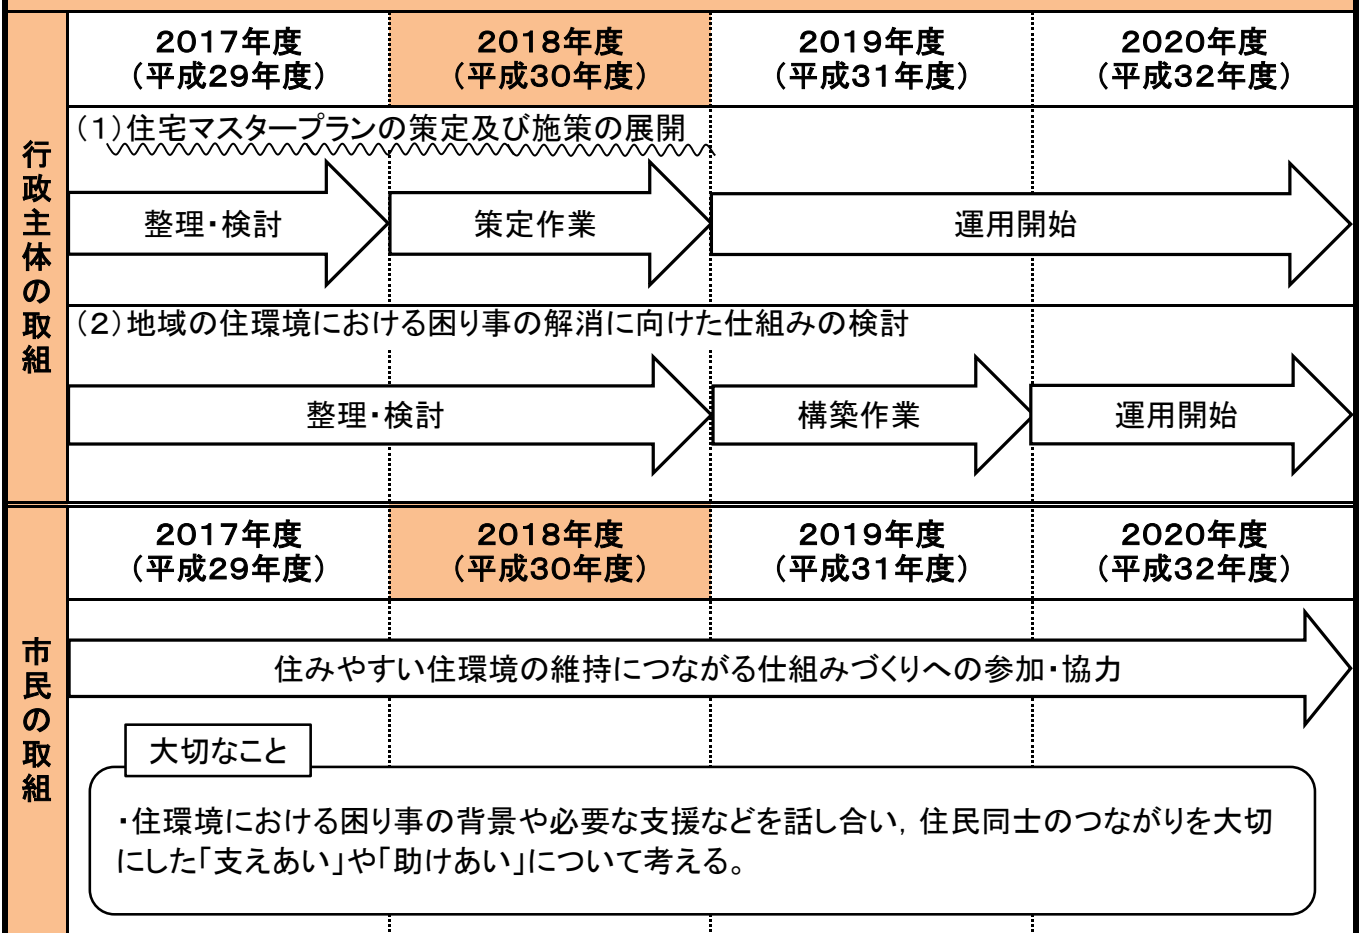 行政主体の取組
2017年度
(平成29年度)
2018年度
(平成30年度)
2019年度
(平成31年度)
2020年度
(平成32年度)
(1)住宅マスタープランの策定及び施策の展開
整理・検討
策定作業
運用開始
(2)地域の住環境における困り事の解消に向けた仕組みの検討
整理・検討
構築作業
運用開始
市民の取組
2017年度
(平成29年度)
2018年度
(平成30年度)
2019年度
(平成31年度)
2020年度
(平成32年度)
住みやすい住環境の維持につながる仕組みづくりへの参加・協力
大切なこと
・住環境における困り事の背景や必要な支援などを話し合い,住民同士のつながりを大切
にした「支えあい」や「助けあい」について考える。